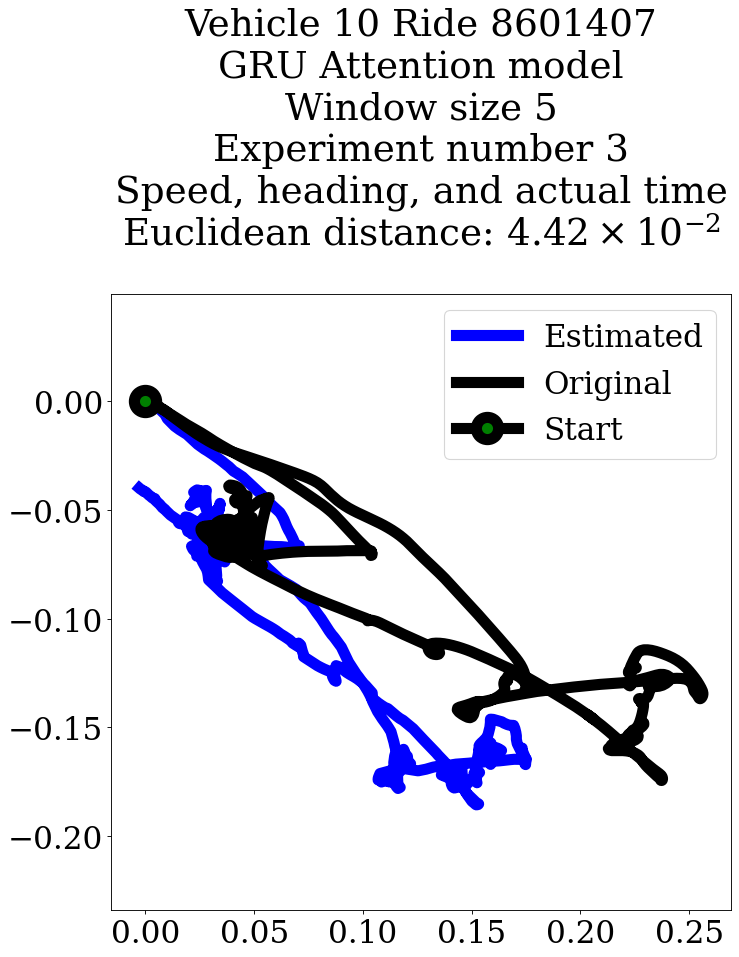 Vehicle 10 Ride 8601407
GRU Attention model
Window size 5
Experiment number 3
Speed, heading, and actual time
Euclidean distance: 4.42 × 10⁻²
Estimated
Original
Start
0.00
−0.05
−0.10
−0.15
−0.20
0.00 0.05 0.10 0.15 0.20 0.25